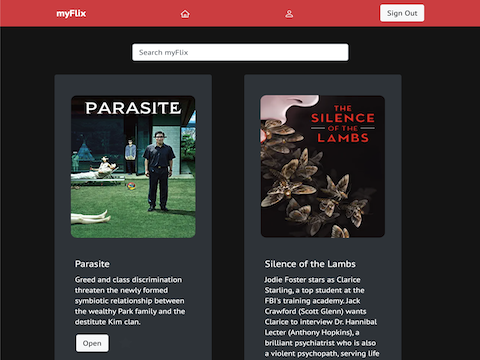 myFlix
Sign Out
Search myFlix
PARASITE
Parasite
Greed and class discrimination
threaten the newly formed
symbiotic relationship between
the wealthy Park family and the
destitute Kim clan.
Open
THE
SILENCE
OF THE
LAMBS
Silence of the Lambs
Jodie Foster stars as Clarice
Starling, a top student at the
FBI's training academy. Jack
Crawford (Scott Glenn) wants
Clarice to interview Dr. Hannibal
Lecter (Anthony Hopkins), a
brilliant psychiatrist who is also
a violent psychopath, serving life